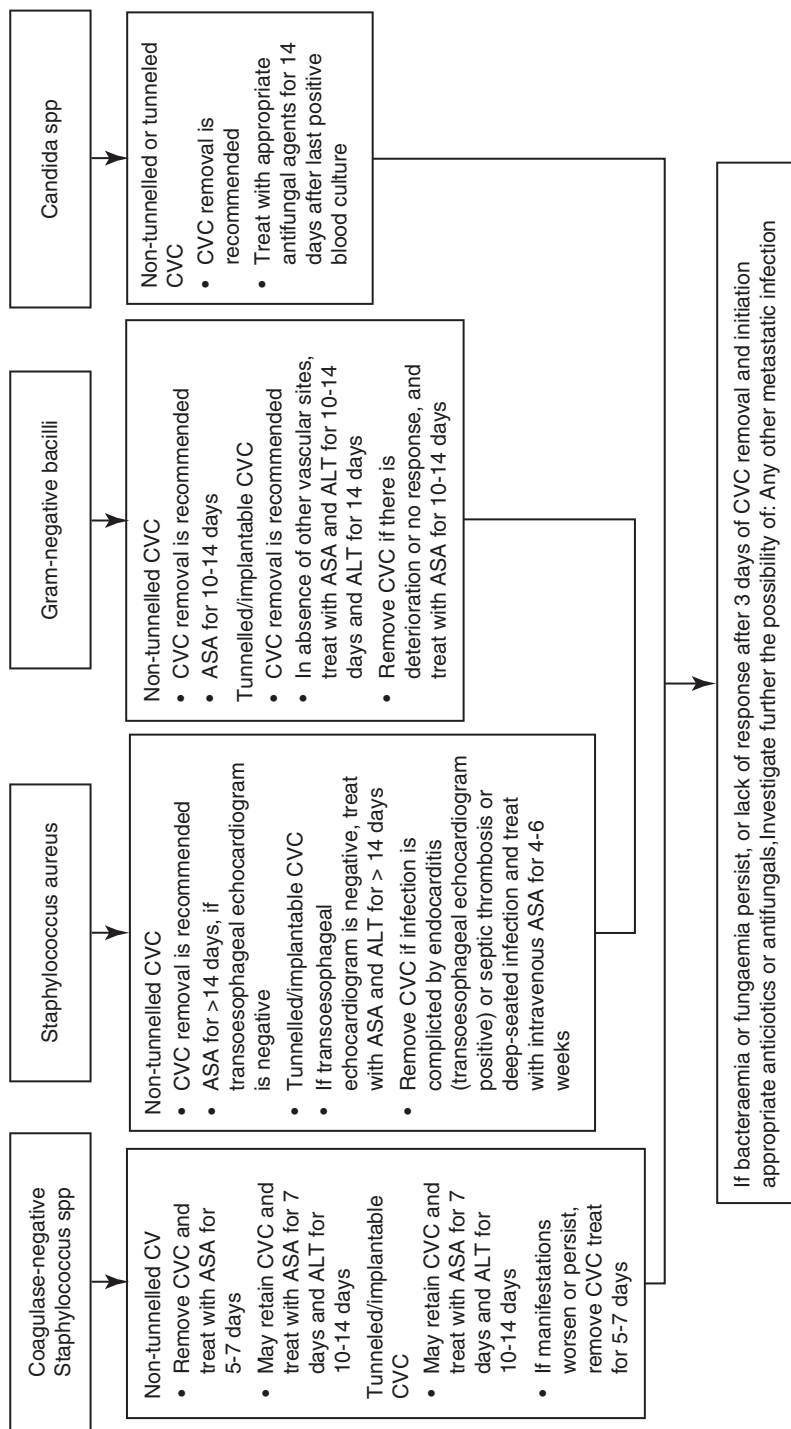 Coagulase-negative
Staphylococcus spp
Non-tunnelled CV
• Remove CVC and
treat with ASA for
5-7 days
• May retain CVC and
treat with ASA for 7
days and ALT for
10-14 days
Tunneled/implantable
CVC
• May retain CVC and
treat with ASA for 7
days and ALT for
10-14 days
• If manifestations
worsen or persist,
remove CVC treat
for 5-7 days
Staphylococcus aureus
Non-tunnelled CVC
• CVC removal is recommended
• ASA for >14 days, if
transoesophageal echocardiogram
is negative
• Tunnelled/implantable CVC
• If transoesophageal
echocardiogram is negative, treat
with ASA and ALT for > 14 days
• Remove CVC if infection is
complicted by endocarditis
(transoesophageal echocardiogram
positive) or septic thrombosis or
deep-seated infection and treat
with intravenous ASA for 4-6
weeks
Gram-negative bacilli
Non-tunnelled CVC
• CVC removal is recommended
• ASA for 10-14 days
Tunnelled/implantable CVC
• CVC removal is recommended
• In absence of other vascular sites,
treat with ASA and ALT for 10-14
days and ALT for 14 days
• Remove CVC if there is
deterioration or no response, and
treat with ASA for 10-14 days
Candida spp
Non-tunnelled or tunneled
CVC
• CVC removal is
recommended
• Treat with appropriate
antifungal agents for 14
days after last positive
blood culture
If bacteraemia or fungaemia persist, or lack of response after 3 days of CVC removal and initiation
appropriate anticiotics or antifungals,Investigate further the possibility of: Any other metastatic infection